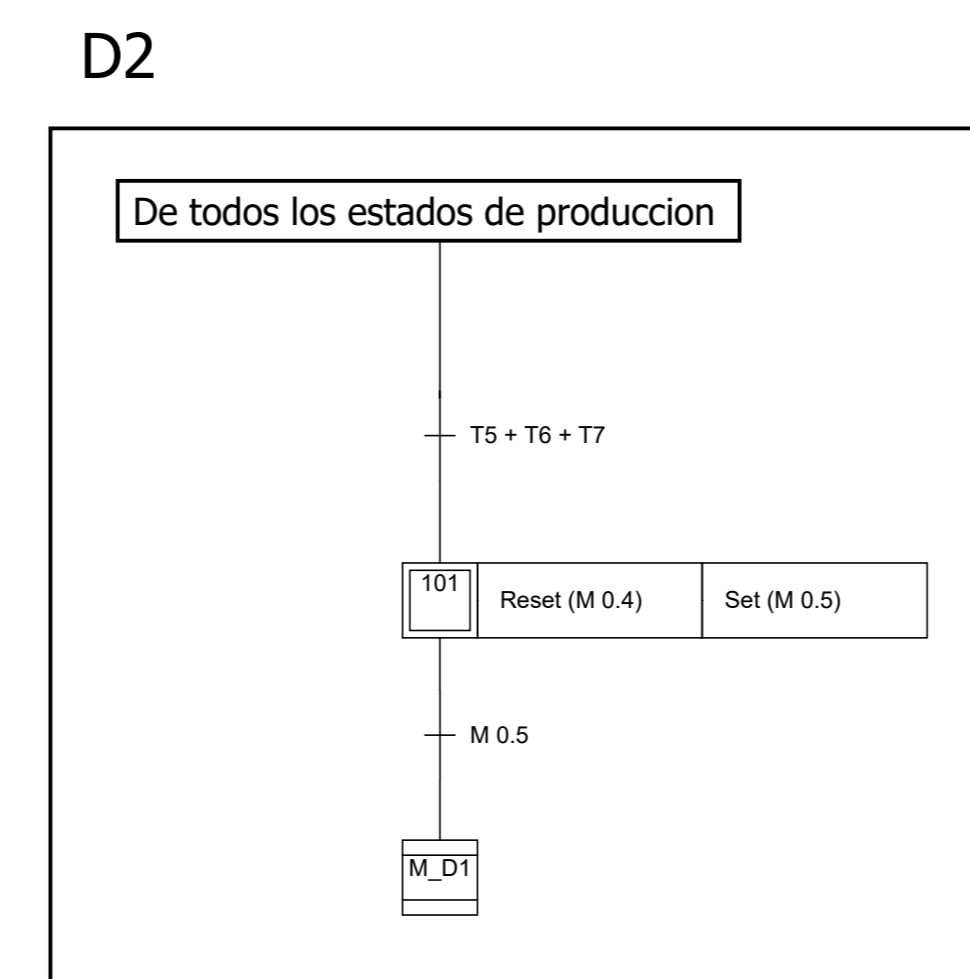 D2
De todos los estados de produccion
T5 + T6 + T7
101
Reset (M 0.4)
Set (M 0.5)
M 0.5
M_D1